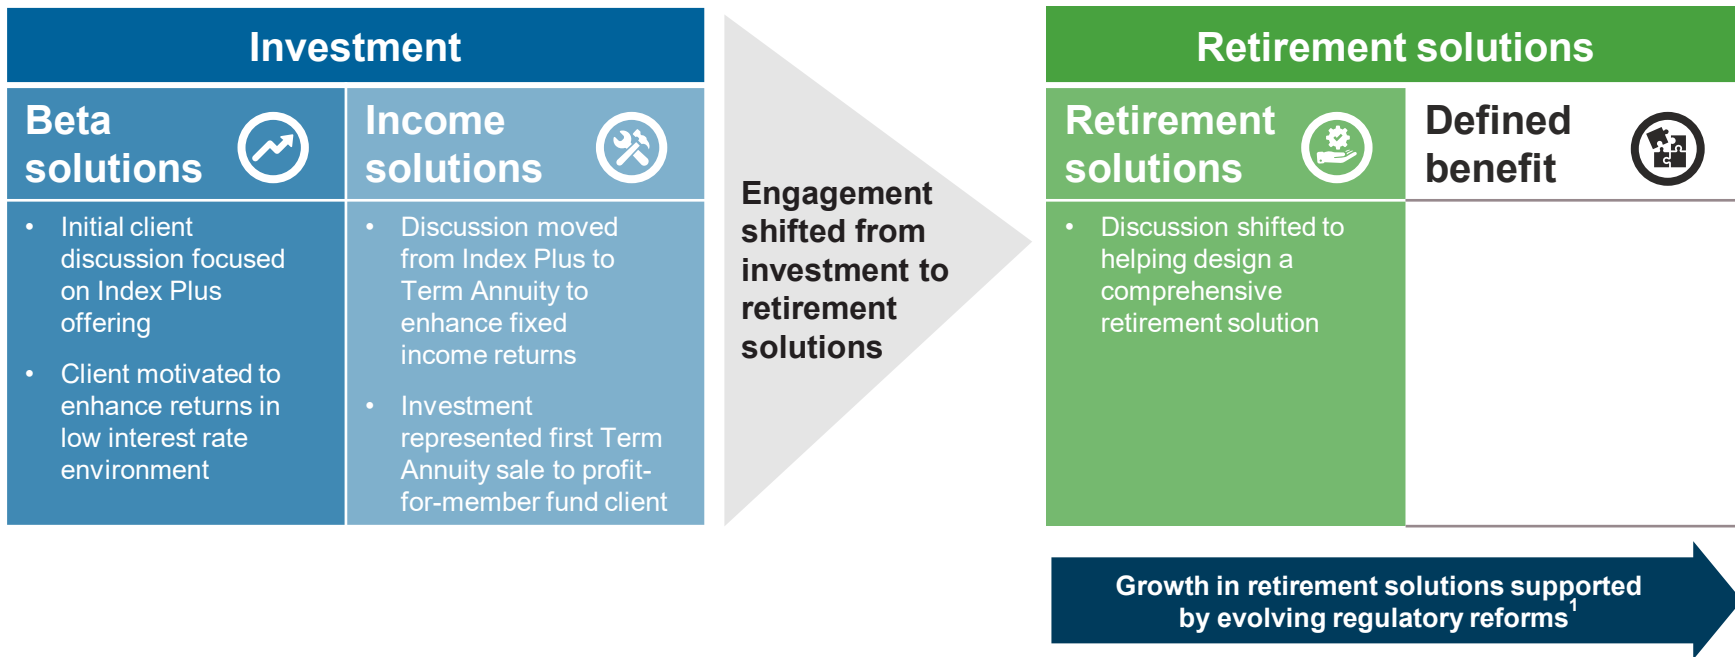 Investment
Beta
solutions
• Initial client
discussion focused
on Index Plus
offering
• Client motivated to
enhance returns in
low interest rate
environment
Income
solutions
• Discussion moved
from Index Plus to
Term Annuity to
enhance fixed
income returns
• Investment
represented first Term
Annuity sale to profit-
for-member fund client
Engagement
shifted from
investment to
retirement
solutions
Retirement solutions
Retirement
solutions
• Discussion shifted to
helping design a
comprehensive
retirement solution
Defined
benefit
Growth in retirement solutions supported
by evolving regulatory reforms1